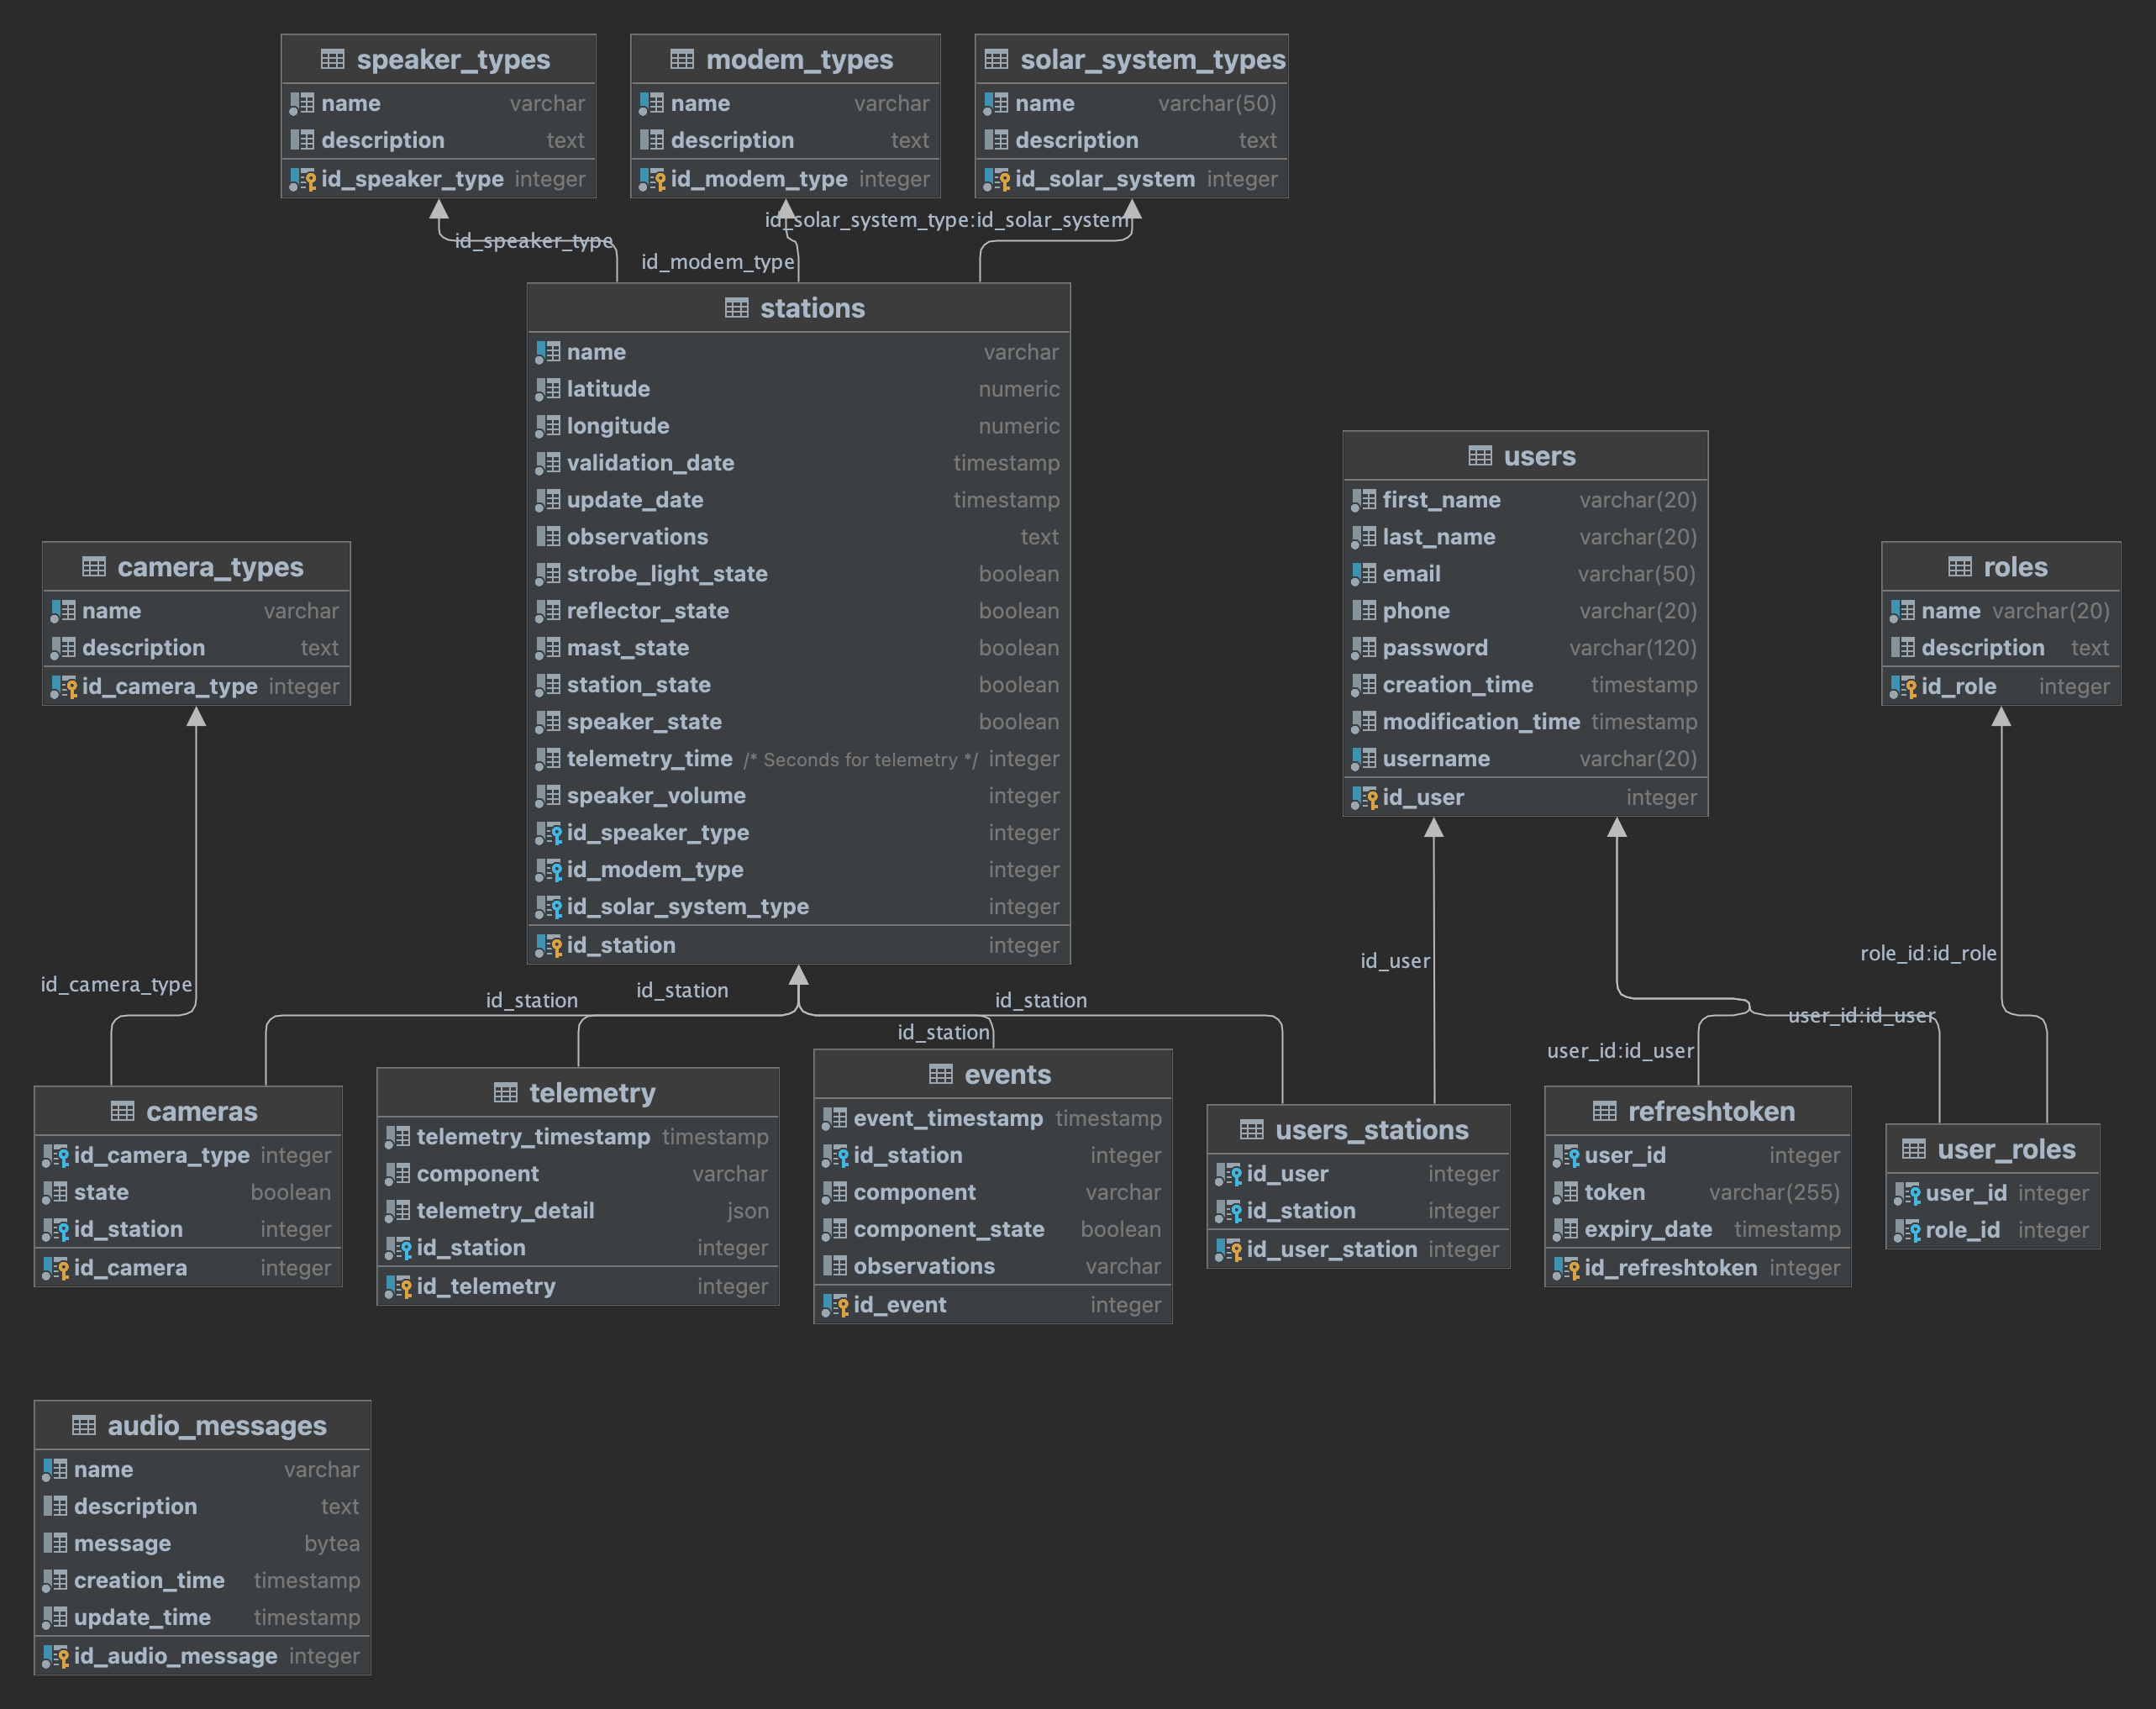 speaker_types
name varchar
description text
id_speaker_type integer
modem_types
name varchar
description text
id_modem_type integer
solar_system_types
name varchar(50)
description text
id_solar_system integer
id_speaker_type
id_modem_type
id_solar_system_type:id_solar_system
stations
name varchar
latitude numeric
longitude numeric
validation_date timestamp
update_date timestamp
observations text
strobe_light_state boolean
reflector_state boolean
mast_state boolean
station_state boolean
speaker_state boolean
telemetry_time /* Seconds for telemetry */ integer
speaker_volume integer
id_speaker_type integer
id_modem_type integer
id_solar_system_type integer
id_station integer
users
first_name varchar(20)
last_name varchar(20)
email varchar(50)
phone varchar(20)
password varchar(120)
creation_time timestamp
modification_time timestamp
username varchar(20)
id_user integer
camera_types
name varchar
description text
id_camera_type integer
roles
name varchar(20)
description text
id_role integer
id_camera_type
id_station
id_station
id_station
id_station
id_user
user_id:id_user
user_id:id_user
role_id:id_role
cameras
id_camera_type integer
state boolean
id_station integer
id_camera integer
telemetry
telemetry_timestamp timestamp
component varchar
telemetry_detail json
id_station integer
id_telemetry integer
events
event_timestamp timestamp
id_station integer
component varchar
component_state boolean
observations varchar
id_event integer
users_stations
id_user integer
id_station integer
id_user_station integer
refreshtoken
user_id integer
token varchar(255)
expiry_date timestamp
id_refreshtoken integer
user_roles
user_id integer
role_id integer
audio_messages
name varchar
description text
message bytea
creation_time timestamp
update_time timestamp
id_audio_message integer